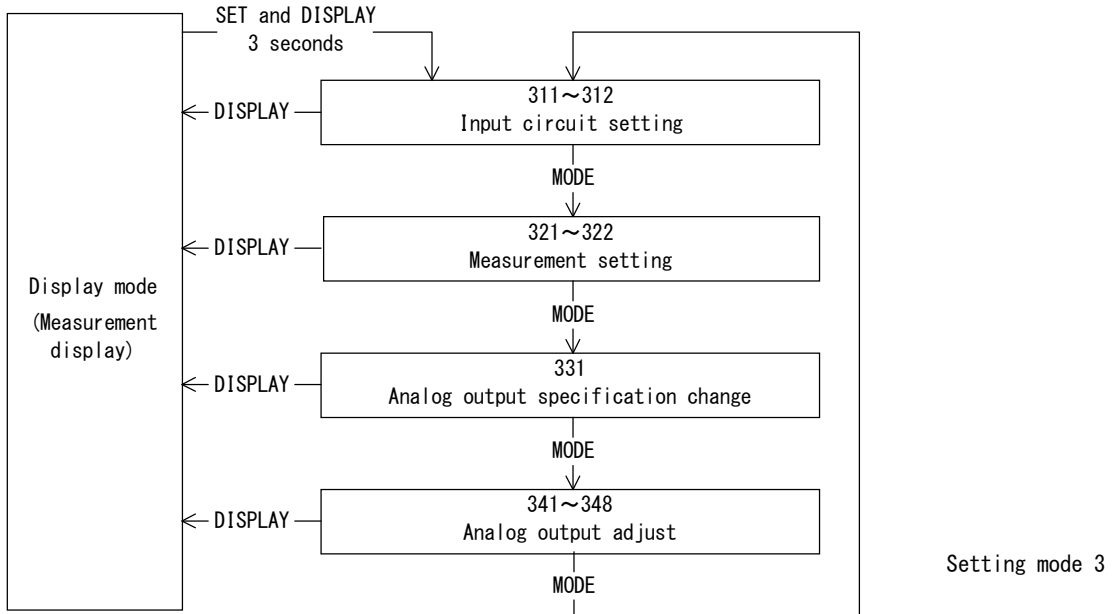 SET and DISPLAY
3 seconds
311～312
Input circuit setting
DISPLAY
MODE
321～322
Measurement setting
DISPLAY
Display mode
(Measurement
display)
MODE
331
Analog output specification change
DISPLAY
MODE
341～348
Analog output adjust
DISPLAY
MODE
Setting mode 3